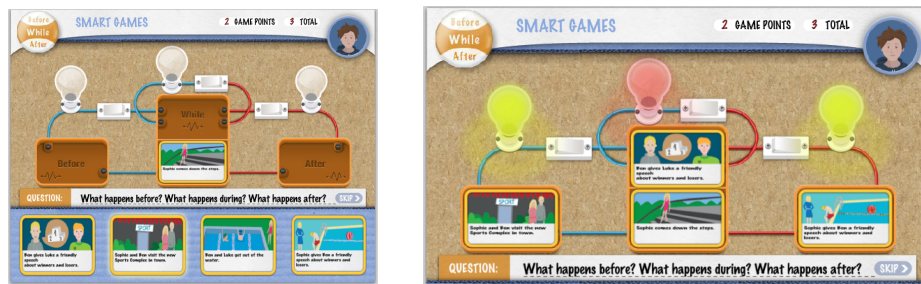 Before
While
After
SMART GAMES
2 GAME POINTS 3 TOTAL
While
Before
After
Sophie comes down the steps.
QUESTION: What happens before? What happens during? What happens after? SKIP
Ben gives Luke a friendly
speech
about winners and losers.
SPORT
Sophie and Ben visit the new
Sports Complex in town.
Ben and Luke get out of the
water.
Sophie gives Ben a friendly
speech about winners and
losers.
Before
While
After
SMART GAMES
2 GAME POINTS 3 TOTAL
Ben gives Luke a friendly
speech
about winners and losers.
SPORT
Sophie and Ben visit the new
Sports Complex in town.
Sophie comes down the steps.
Sophie gives Ben a friendly
speech about winners and
losers.
QUESTION: What happens before? What happens during? What happens after? SKIP